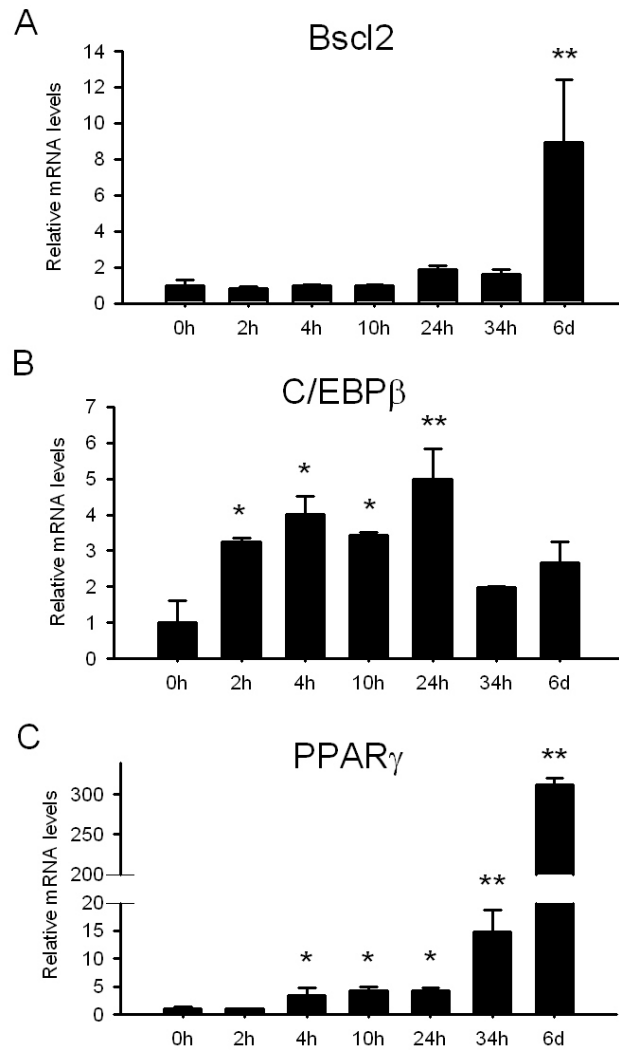 A
Bscl2
Relative mRNA levels
14
12
10
8
6
4
2
0
**
0h 2h 4h 10h 24h 34h 6d
B
C/EBPβ
Relative mRNA levels
7
6
5
4
3
2
1
0
* * * **
0h 2h 4h 10h 24h 34h 6d
C
PPARγ
Relative mRNA levels
300
250
200
20
15
10
5
0
* * * ** **
0h 2h 4h 10h 24h 34h 6d